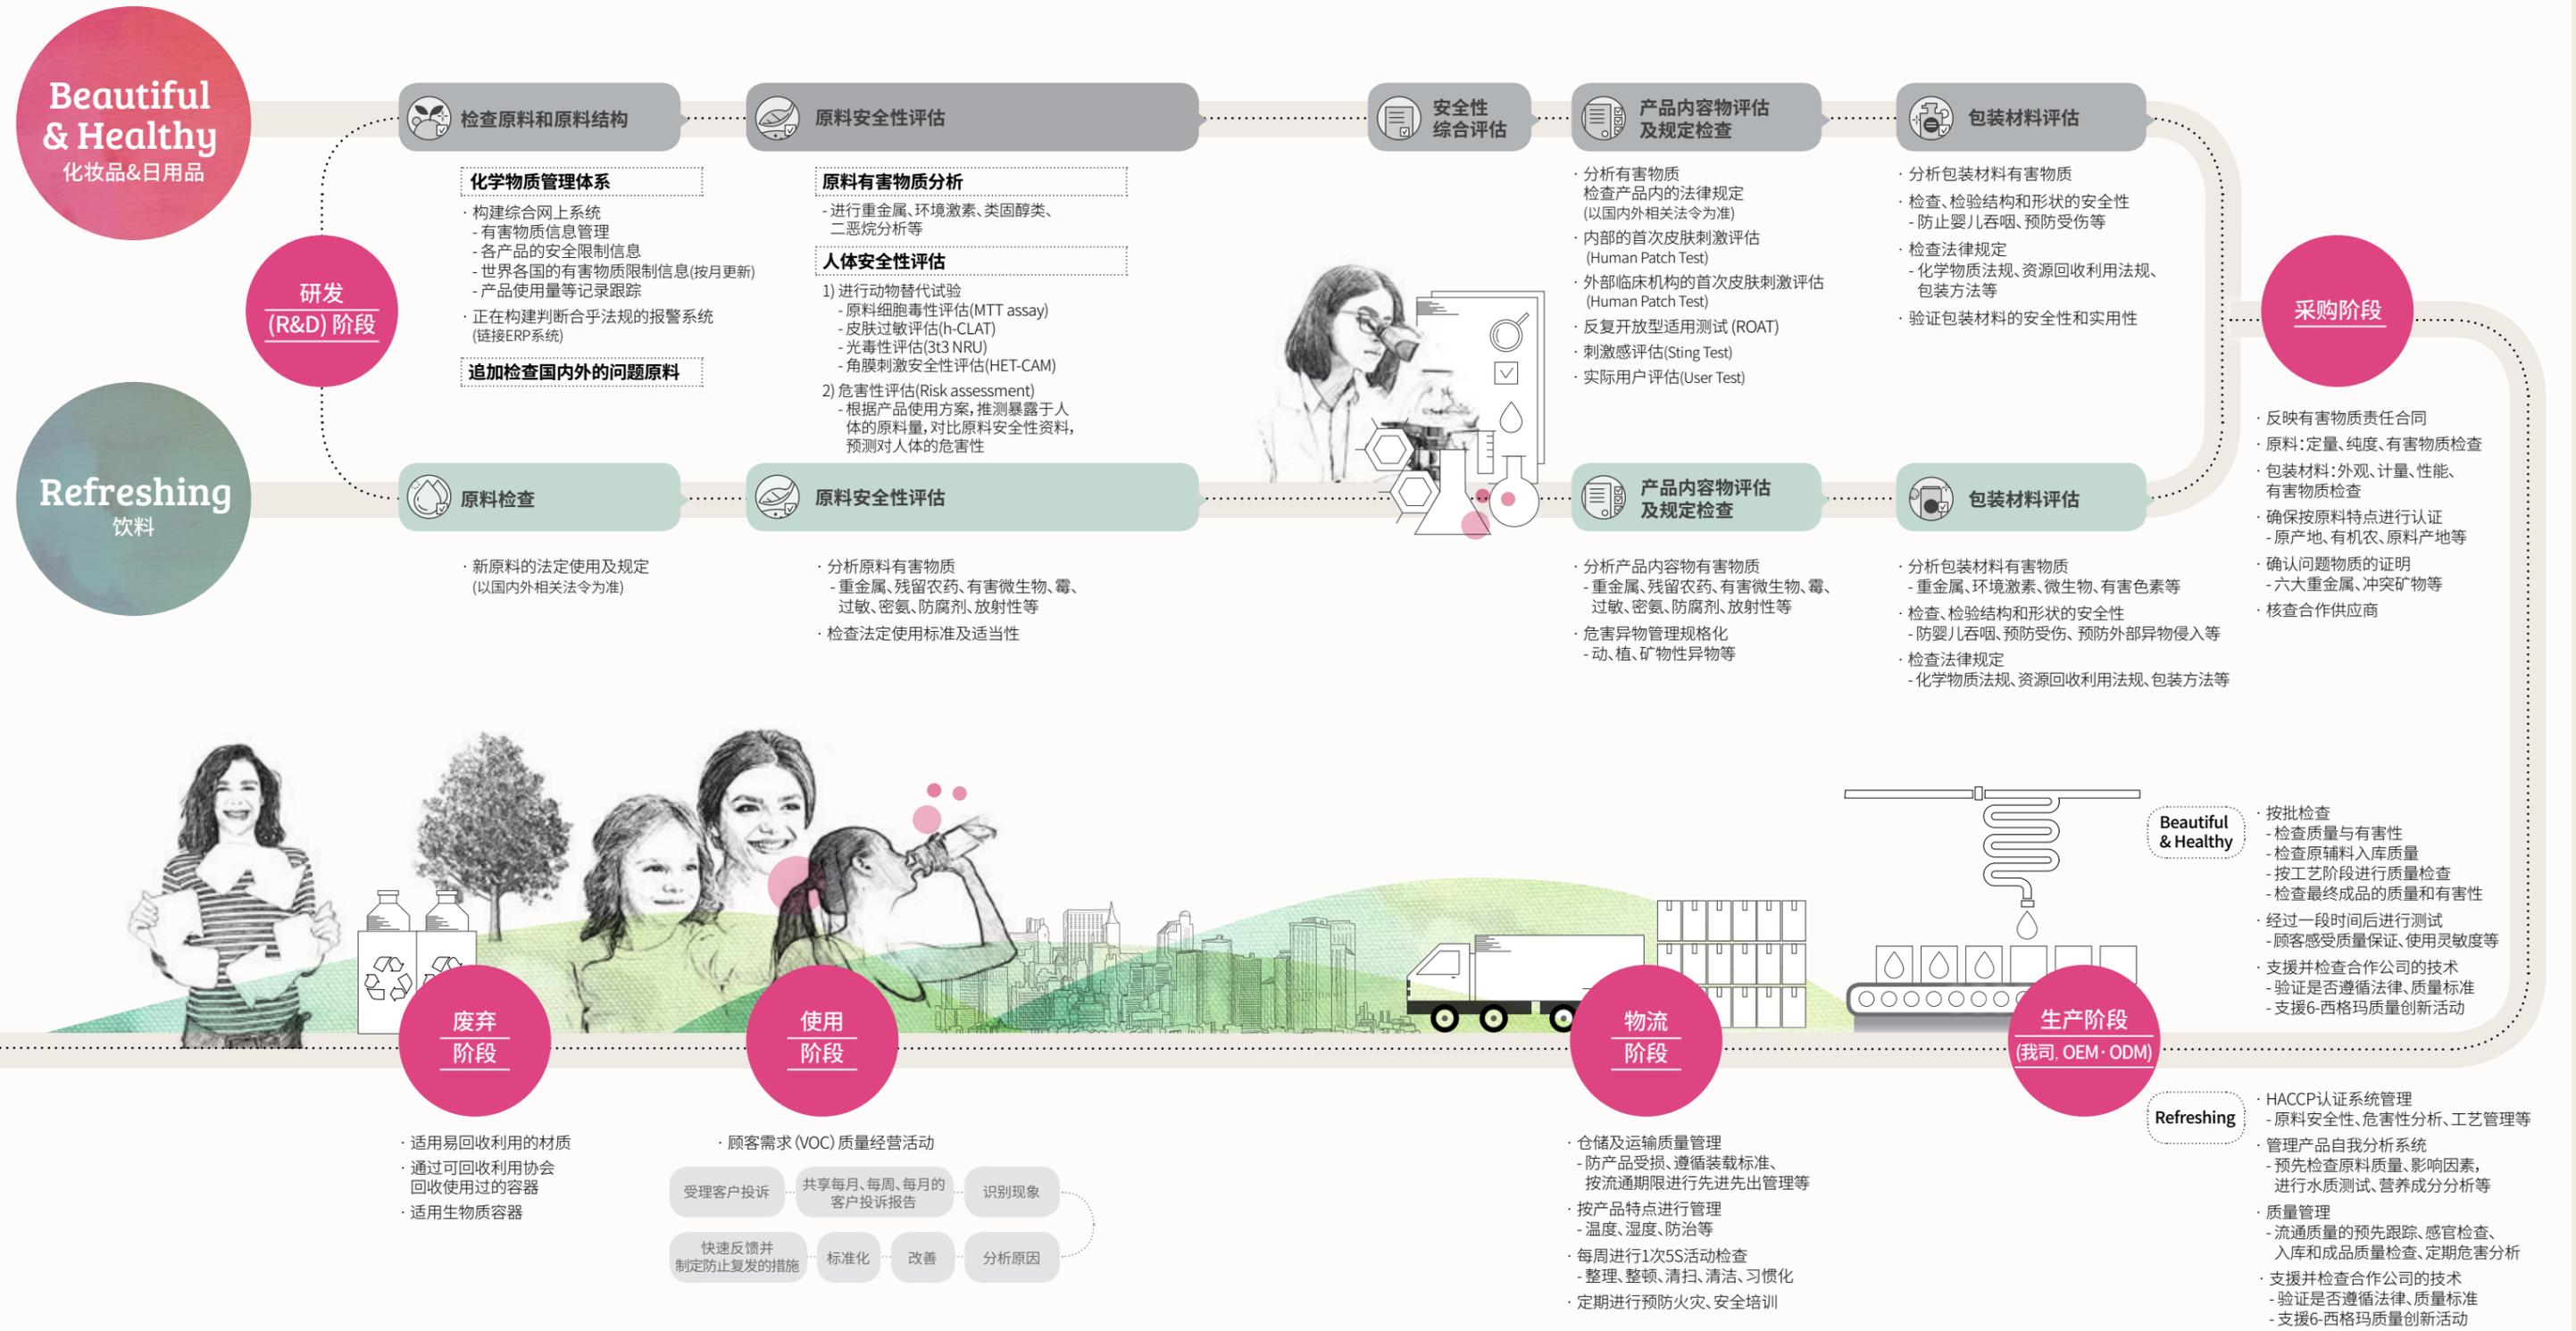 Beautiful
& Healthy
化妆品&日用品
研发
(R&D) 阶段
Refreshing
饮料
检查原料和原料结构
化学物质管理体系
· 构建综合网上系统
- 有害物质信息管理
- 各产品的安全限制信息
- 世界各国的有害物质限制信息(按月更新)
- 产品使用量等记录跟踪
· 正在构建判断合乎法规的报警系统
(链接ERP系统)
追加检查国内外的问题原料
原料安全性评估
原料有害物质分析
- 进行重金属、环境激素、类固醇类、
二恶烷分析等
人体安全性评估
1) 进行动物替代试验
- 原料细胞毒性评估(MTT assay)
- 皮肤过敏评估(h-CLAT)
- 光毒性评估(3t3 NRU)
- 角膜刺激安全性评估(HET-CAM)
2) 危害性评估(Risk assessment)
- 根据产品使用方案, 推测暴露于人
体的原料量, 对比原料安全性资料,
预测对人体的危害性
安全性
综合评估
产品内容物评估
及规定检查
· 分析有害物质
检查产品内的法律规定
(以国内外相关法令为准)
· 内部的首次皮肤刺激评估
(Human Patch Test)
· 外部临床机构的首次皮肤刺激评估
(Human Patch Test)
· 反复开放型适用测试 (ROAT)
· 刺激感评估(Sting Test)
· 实际用户评估(User Test)
包装材料评估
· 分析包装材料有害物质
· 检查、检验结构和形状的安全性
- 防止婴儿吞咽、预防受伤等
· 检查法律规定
- 化学物质法规、资源回收利用法规、
包装方法等
· 验证包装材料的安全性和实用性
原料检查
· 新原料的法定使用及规定
(以国内外相关法令为准)
原料安全性评估
· 分析原料有害物质
- 重金属、残留农药、有害微生物、霉、
过敏、密氨、防腐剂、放射性等
· 检查法定使用标准及适当性
产品内容物评估
及规定检查
· 分析产品内容物有害物质
- 重金属、残留农药、有害微生物、霉、
过敏、密氨、防腐剂、放射性等
· 危害异物管理规格化
- 动、植、矿物性异物等
包装材料评估
· 分析包装材料有害物质
- 重金属、环境激素、微生物、有害色素等
· 检查、检验结构和形状的安全性
- 防婴儿吞咽、预防受伤、预防外部异物侵入等
· 检查法律规定
- 化学物质法规、资源回收利用法规、包装方法等
采购阶段
· 反映有害物质责任合同
· 原料：定量、纯度、有害物质检查
· 包装材料：外观、计量、性能、
有害物质检查
· 确保按原料特点进行认证
- 原产地、有机农、原料产地等
· 确认问题物质的证明
- 六大重金属、冲突矿物等
· 核查合作供应商
Beautiful
& Healthy
· 按批检查
- 检查质量与有害性
- 检查原辅料入库质量
- 按工艺阶段进行质量检查
- 检查最终成品的质量和有害性
· 经过一段时间后进行测试
- 顾客感受质量保证、使用灵敏度等
· 支援并检查合作公司的技术
- 验证是否遵循法律、质量标准
- 支援6-西格玛质量创新活动
生产阶段
(我司, OEM · ODM)
Refreshing
· HACCP认证系统管理
- 原料安全性、危害性分析、工艺管理等
· 管理产品自我分析系统
- 预先检查原料质量、影响因素,
进行水质测试、营养成分分析等
· 质量管理
- 流通质量的预先跟踪、感官检查、
入库和成品质量检查、定期危害分析
· 支援并检查合作公司的技术
- 验证是否遵循法律、质量标准
- 支援6-西格玛质量创新活动
物流
阶段
· 仓储及运输质量管理
- 防产品受损、遵循装载标准、
按流通期限进行先进先出管理等
· 按产品特点进行管理
- 温度、湿度、防治等
· 每周进行1次5S活动检查
- 整理、整顿、清扫、清洁、习惯化
· 定期进行预防火灾、安全培训
使用
阶段
· 顾客需求 (VOC) 质量经营活动
受理客户投诉
共享每月、每周、每月的
客户投诉报告
识别现象
分析原因
改善
标准化
快速反馈并
制定防止复发的措施
废弃
阶段
· 适用易回收利用的材质
· 通过可回收利用协会
回收使用过的容器
· 适用生物质容器